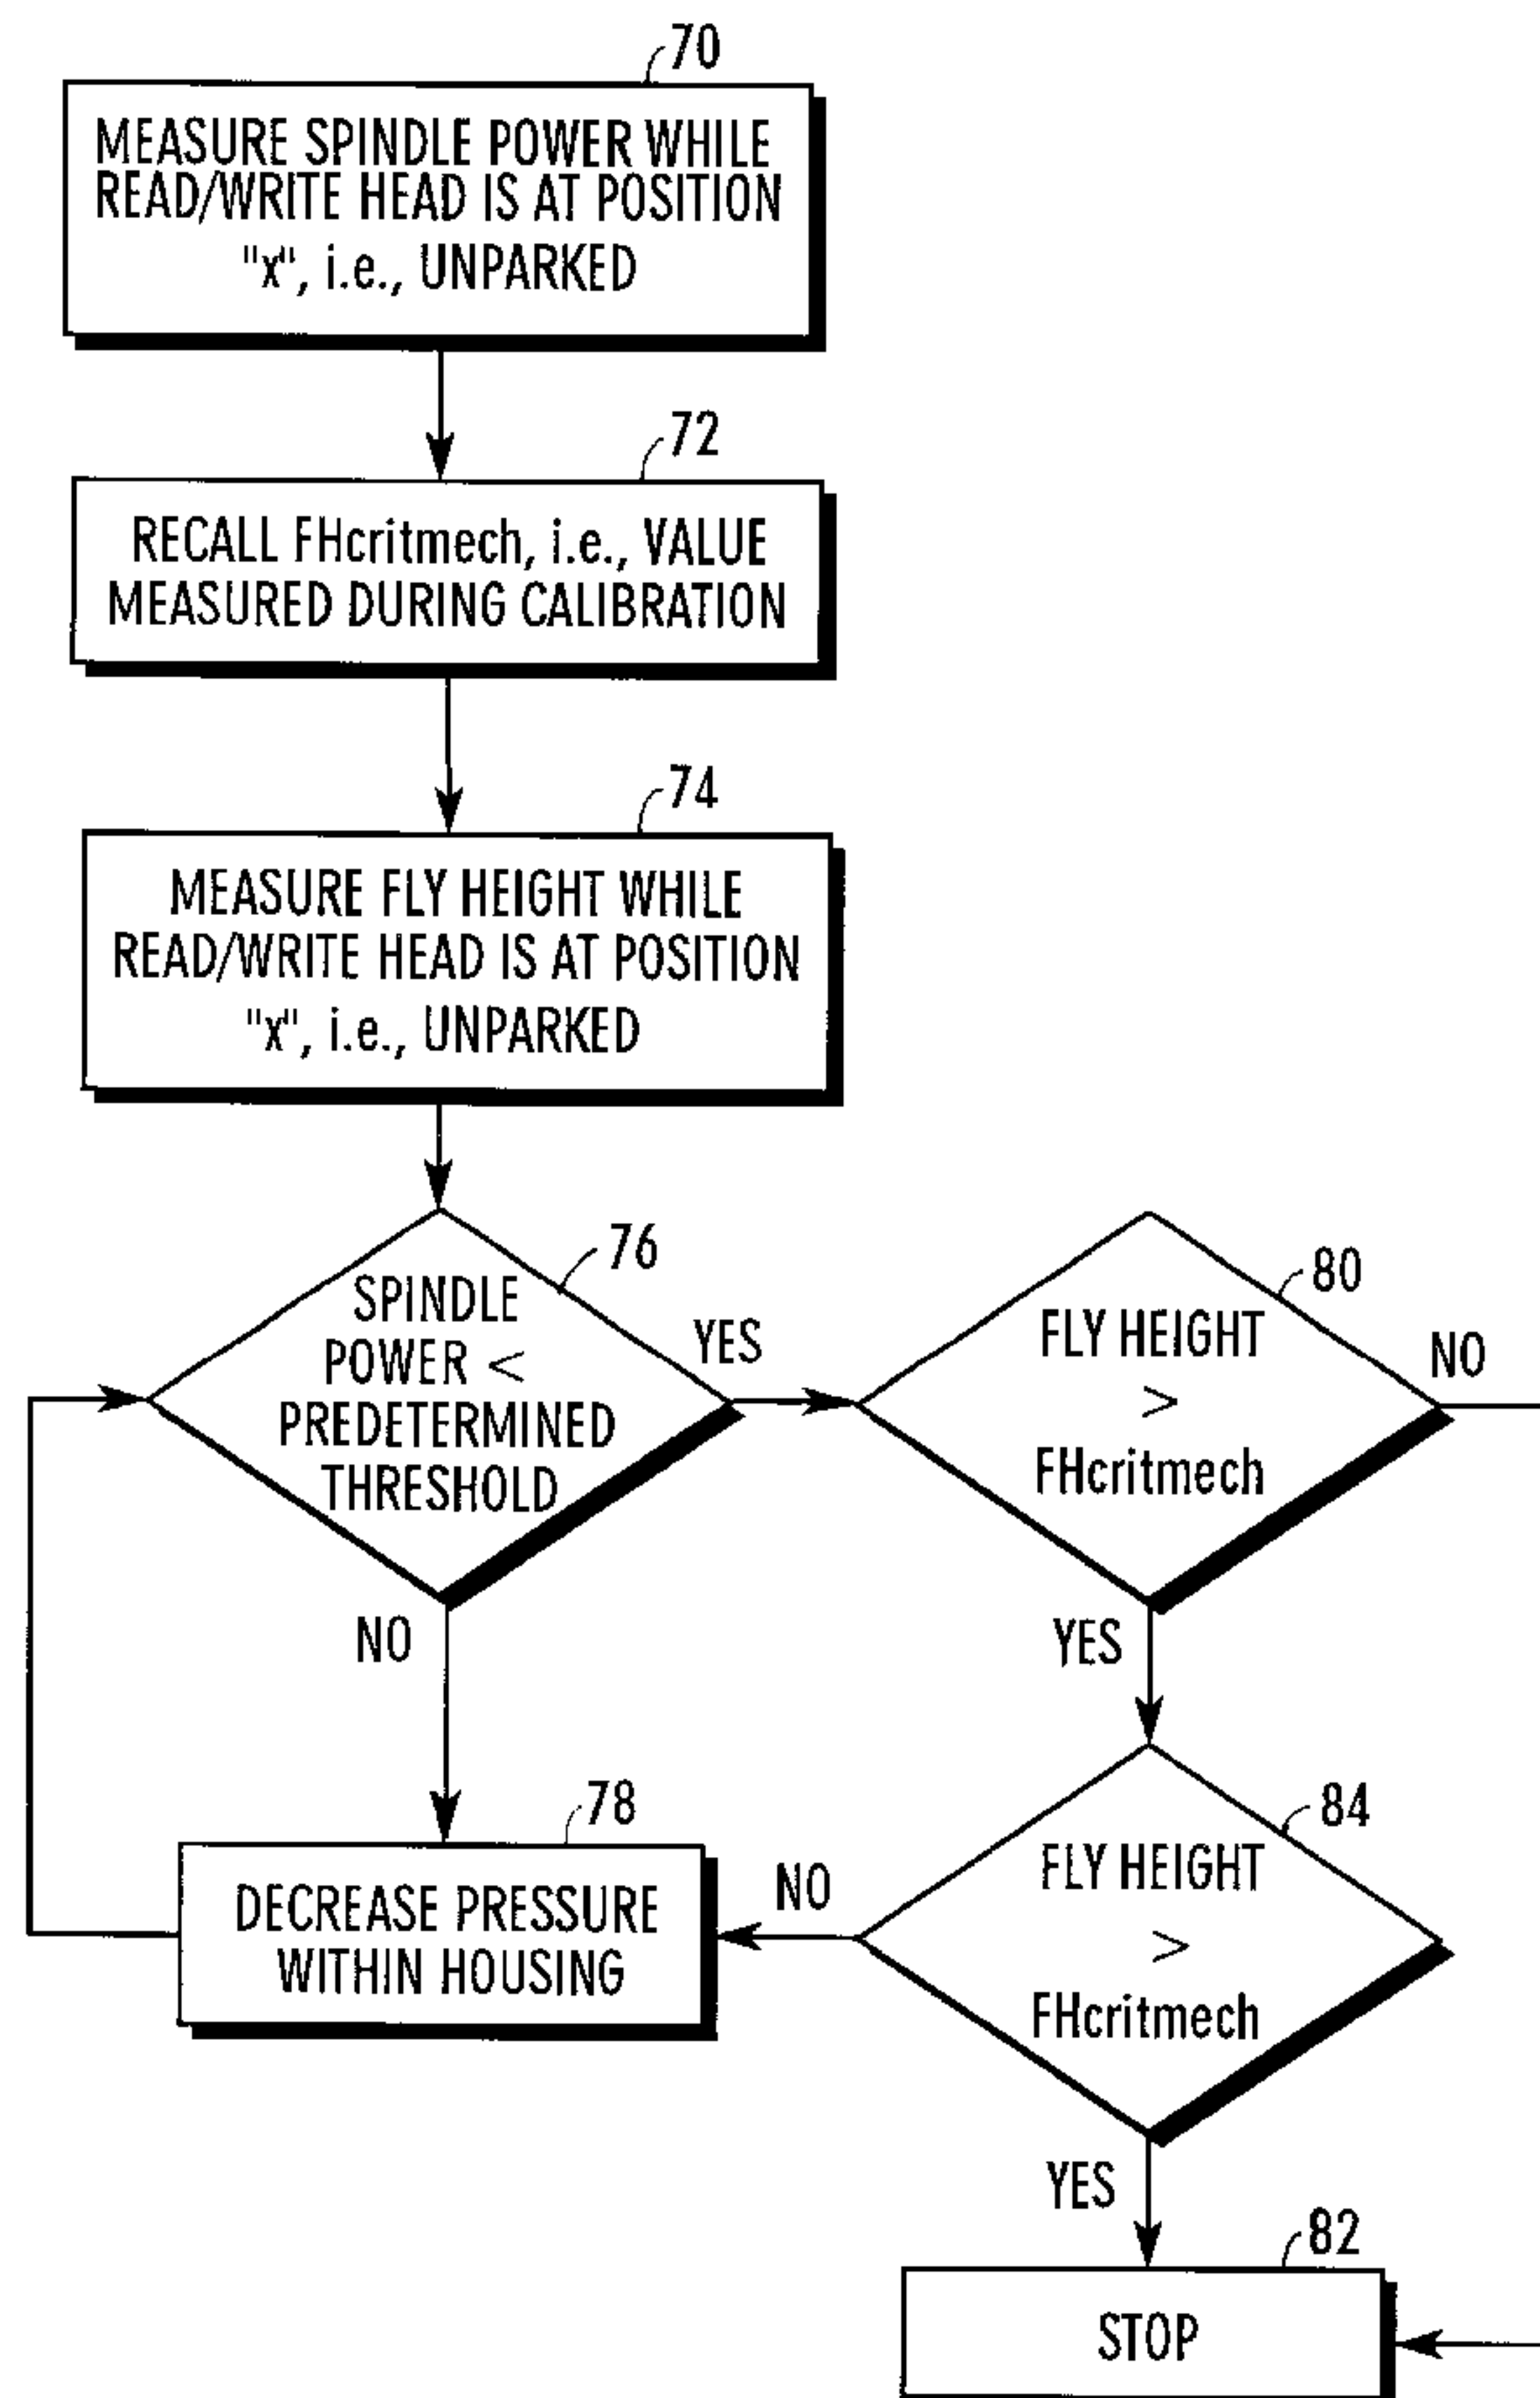 70
MEASURE SPINDLE POWER WHILE
READ/WRITE HEAD IS AT POSITION
"x", i.e., UNPARKED
72
RECALL FHcritmech, i.e., VALUE
MEASURED DURING CALIBRATION
74
MEASURE FLY HEIGHT WHILE
READ/WRITE HEAD IS AT POSITION
"x", i.e., UNPARKED
76
SPINDLE
POWER <
PREDETERMINED
THRESHOLD
YES
NO
80
FLY HEIGHT
>
FHcritmech
NO
YES
78
DECREASE PRESSURE
WITHIN HOUSING
84
FLY HEIGHT
>
FHcritmech
NO
YES
82
STOP